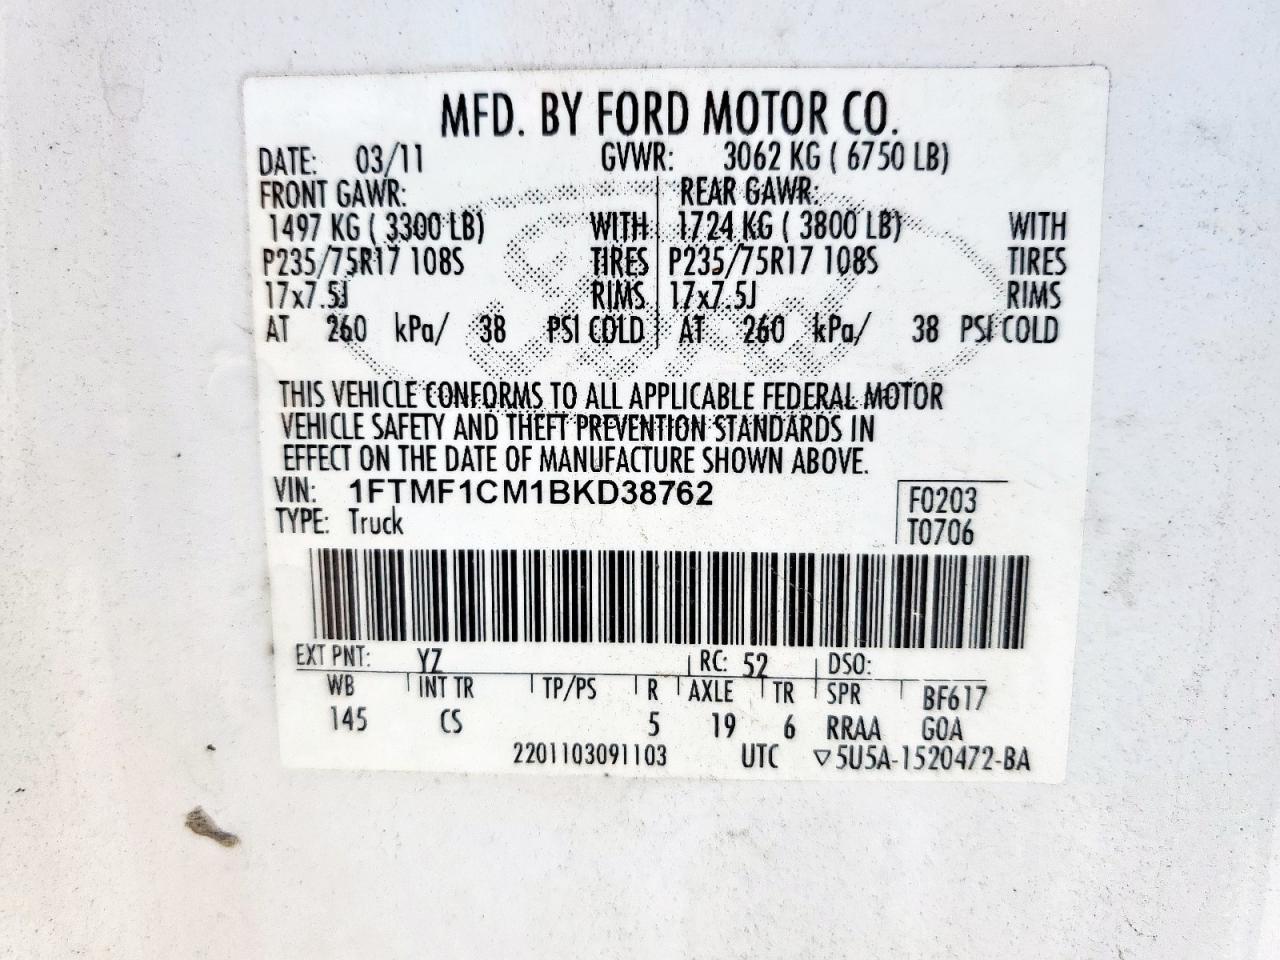 MFD. BY FORD MOTOR CO.
DATE: 03/11 GVWR: 3062 KG ( 6750 LB)
FRONT GAWR: REAR GAWR:
1497 KG ( 3300 LB) WITH 1724 KG ( 3800 LB) WITH
P235/75R17 108S TIRES P235/75R17 108S TIRES
17x7.5J RIMS 17x7.5J RIMS
AT 260 kPa/ 38 PSI COLD AT 260 kPa/ 38 PSI COLD
Ford
THIS VEHICLE CONFORMS TO ALL APPLICABLE FEDERAL MOTOR
VEHICLE SAFETY AND THEFT PREVENTION STANDARDS IN
EFFECT ON THE DATE OF MANUFACTURE SHOWN ABOVE.
VIN: 1FTMF1CM1BKD38762 F0203
TYPE: Truck T0706
EXT PNT: YZ RC: 52 DSO:
WB INT TR TP/PS R AXLE TR SPR BF617
145 CS 5 19 6 RRAA GOA
2201103091103 UTC ▽5U5A-1520472-BA